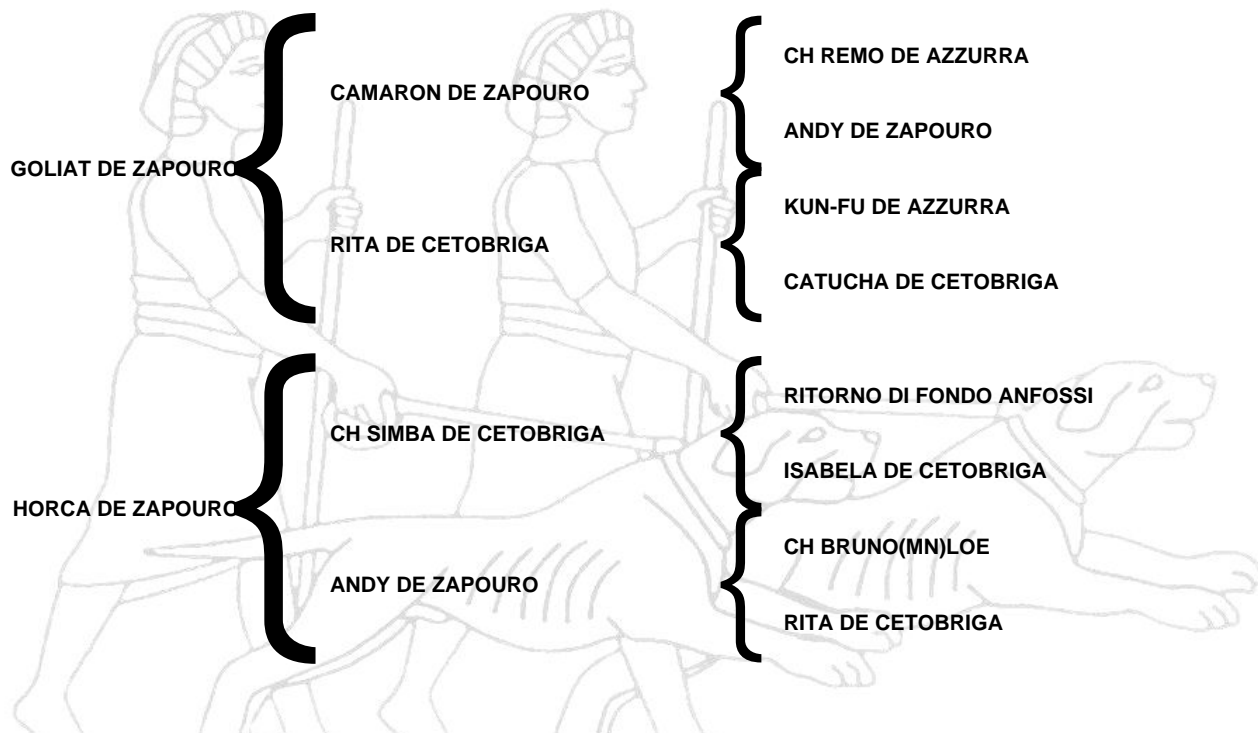 GOLIAT DE ZAPOURO
CAMARON DE ZAPOURO
CH REMO DE AZZURRA
ANDY DE ZAPOURO
RITA DE CETOBRIGA
KUN-FU DE AZZURRA
CATUCHA DE CETOBRIGA
HORCA DE ZAPOURO
CH SIMBA DE CETOBRIGA
RITORNO DI FONDO ANFOSSI
ISABELA DE CETOBRIGA
ANDY DE ZAPOURO
CH BRUNO(MN)LOE
RITA DE CETOBRIGA